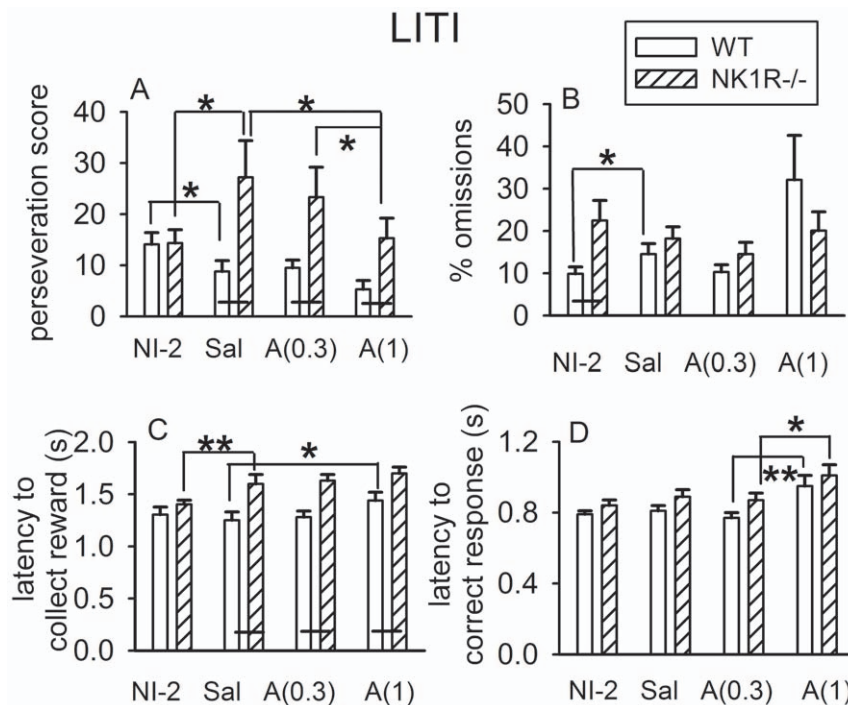 LITI
WT
NK1R-/-
A
perseveration score
40
30
20
10
0
*
*
*
*
NI-2 Sal A(0.3) A(1)
B
% omissions
50
40
30
20
10
0
*
NI-2 Sal A(0.3) A(1)
C
latency to
collect reward (s)
2.0
1.5
1.0
0.5
0.0
**
*
NI-2 Sal A(0.3) A(1)
D
latency to
correct response (s)
1.2
0.8
0.4
0.0
*
**
NI-2 Sal A(0.3) A(1)